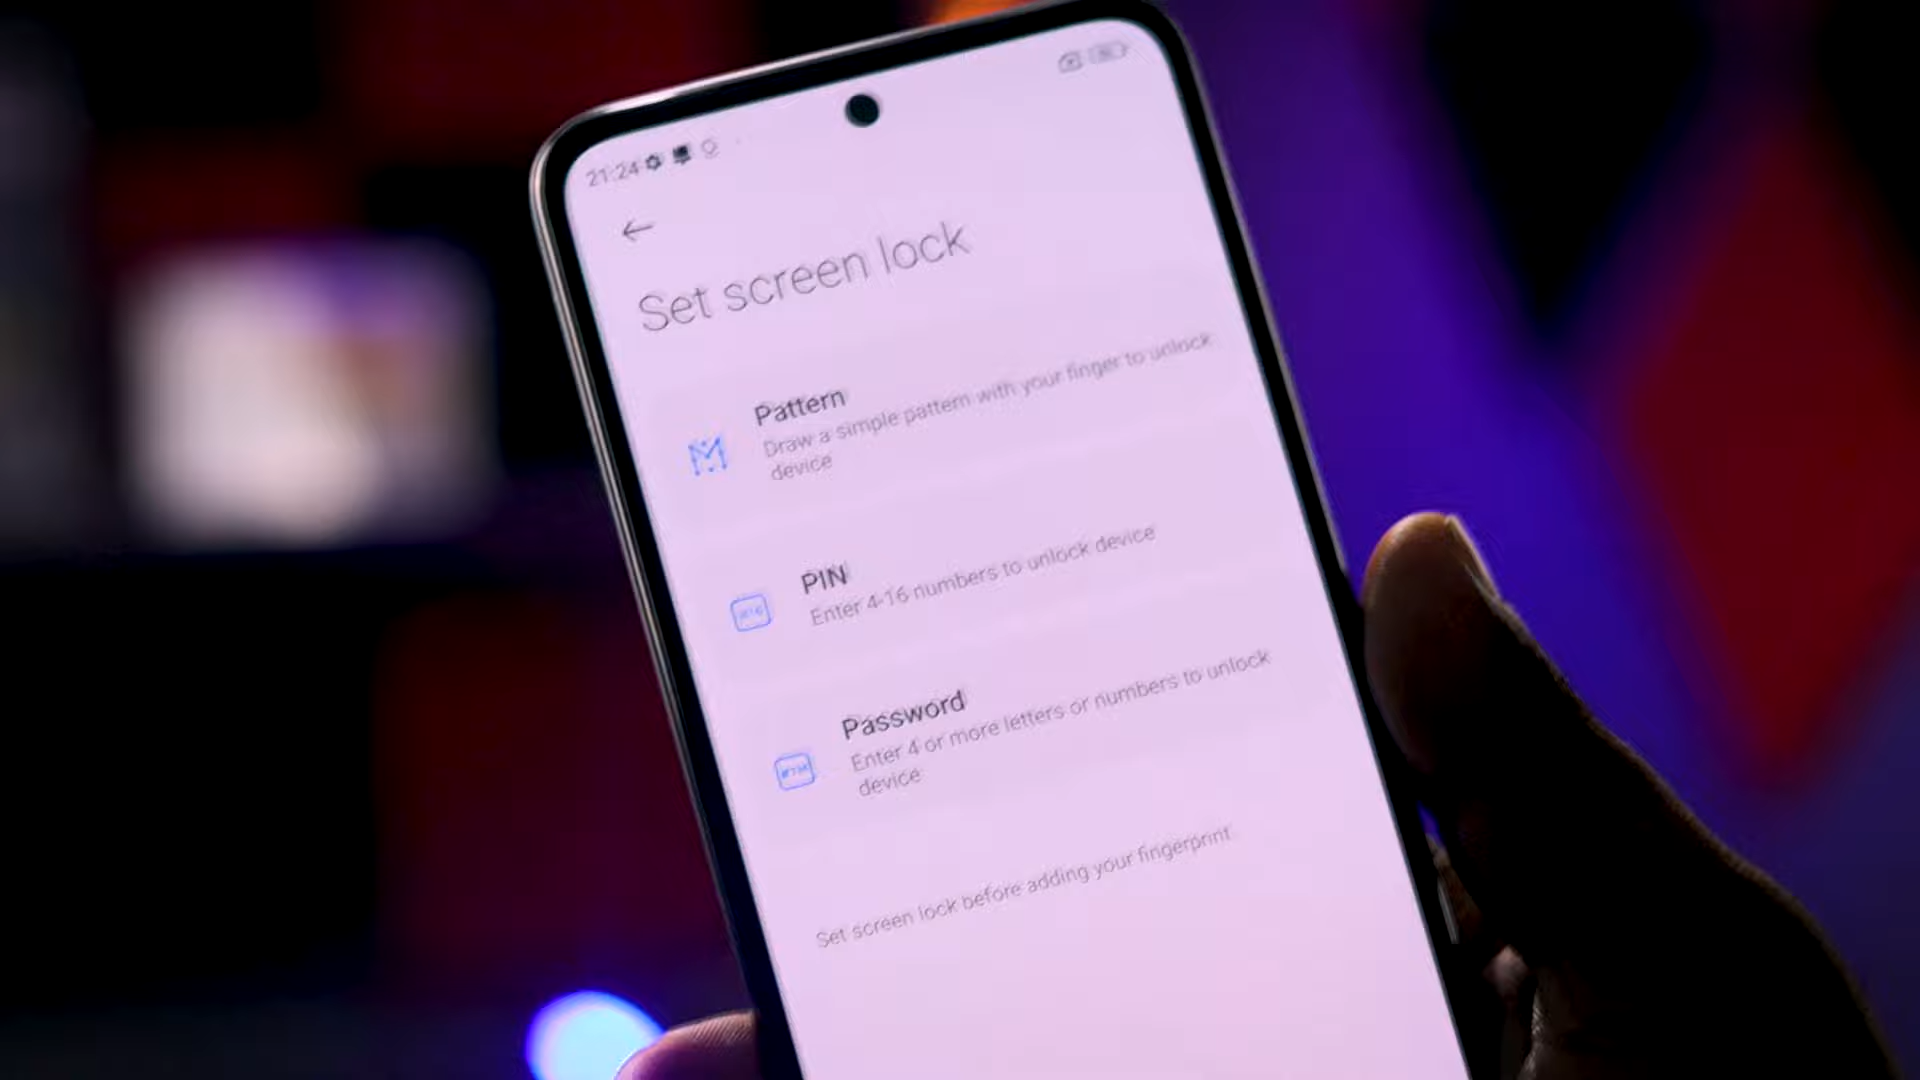 21:24
Set screen lock
Pattern
Draw a simple pattern with your finger to unlock
device
PIN
Enter 4-16 numbers to unlock device
Password
Enter 4 or more letters or numbers to unlock
device
Set screen lock before adding your fingerprint